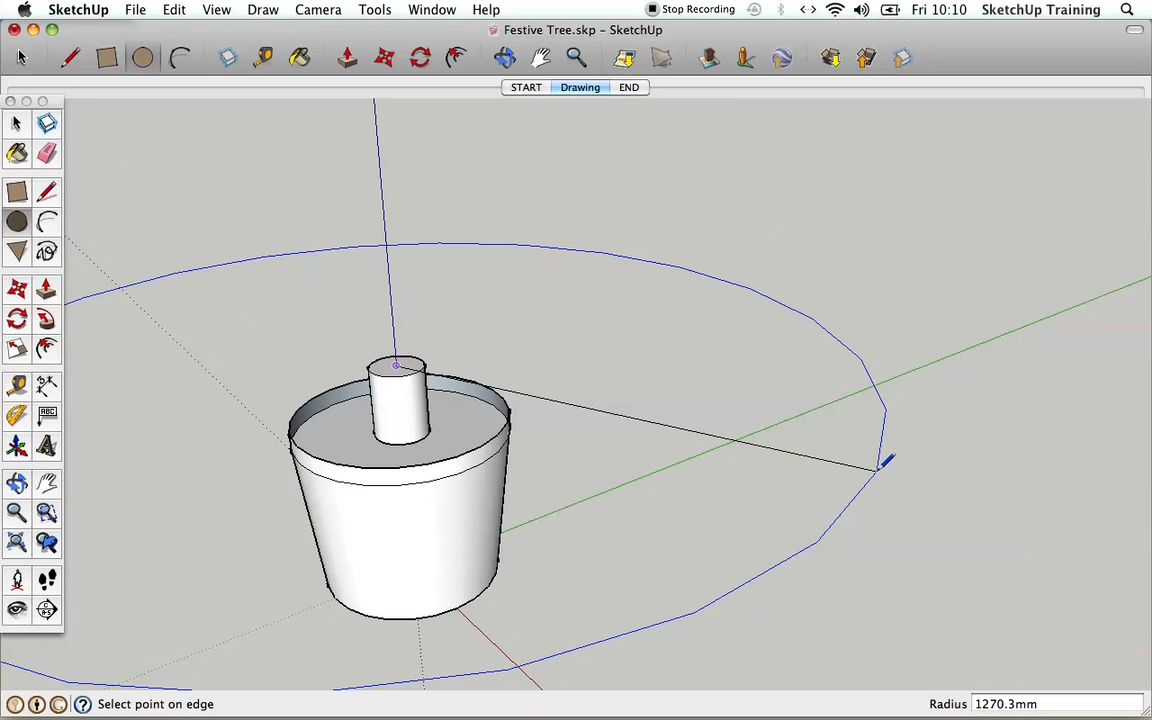 SketchUp File Edit View Draw Camera Tools Window Help Stop Recording Fri 10:10 SketchUp Training
Festive Tree.skp - SketchUp
START Drawing END
ABC
A
Select point on edge Radius 1270.3mm